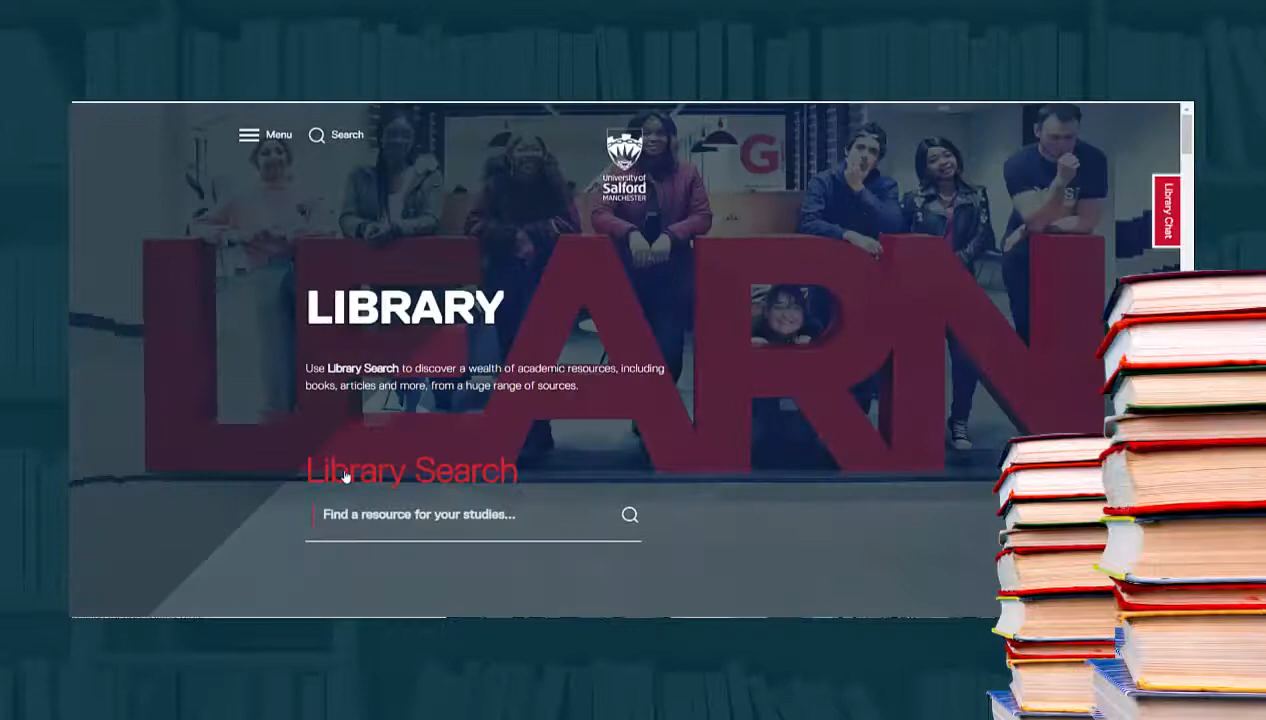 Menu
Search
G
University of
Salford
MANCHESTER
Library Chat
LEARN
LIBRARY
Use Library Search to discover a wealth of academic resources, including
books, articles and more, from a huge range of sources.
Library Search
Find a resource for your studies...